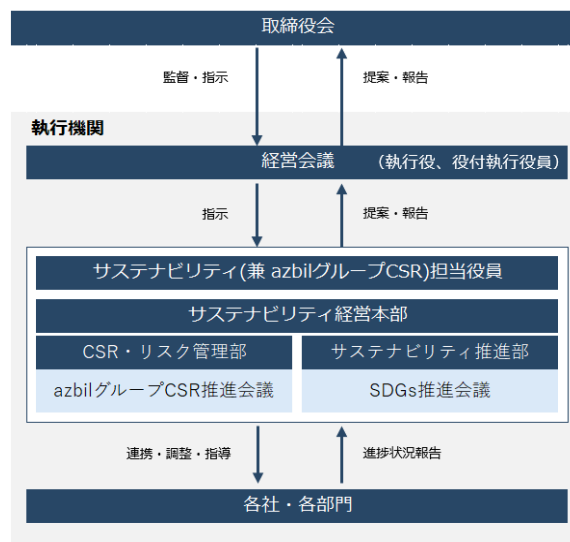 取締役会
監督・指示
提案・報告
執行機関
経営会議 （執行役、役付執行役員）
指示
提案・報告
サステナビリティ(兼 azbilグループCSR)担当役員
サステナビリティ経営本部
CSR・リスク管理部
サステナビリティ推進部
azbilグループCSR推進会議
SDGs推進会議
連携・調整・指導
進捗状況報告
各社・各部門